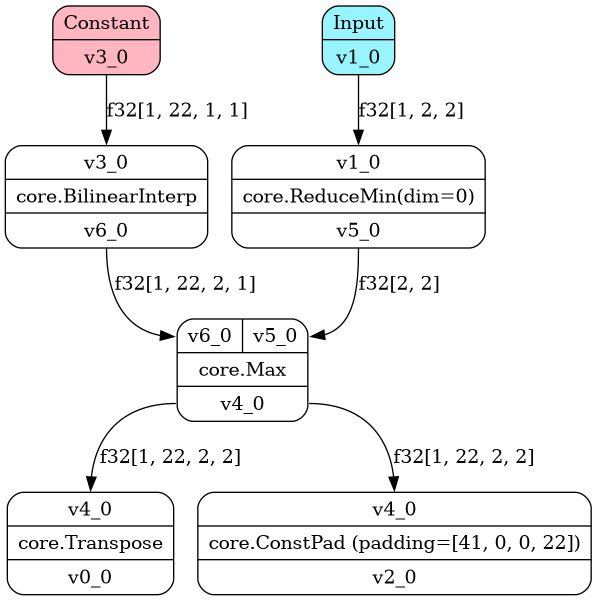 Constant
v3_0
Input
v1_0
f32[1, 22, 1, 1]
f32[1, 2, 2]
v3_0
core.BilinearInterp
v6_0
v1_0
core.ReduceMin(dim=0)
v5_0
f32[1, 22, 2, 1]
f32[2, 2]
v6_0 v5_0
core.Max
v4_0
f32[1, 22, 2, 2]
f32[1, 22, 2, 2]
v4_0
core.Transpose
v0_0
v4_0
core.ConstPad (padding=[41, 0, 0, 22])
v2_0